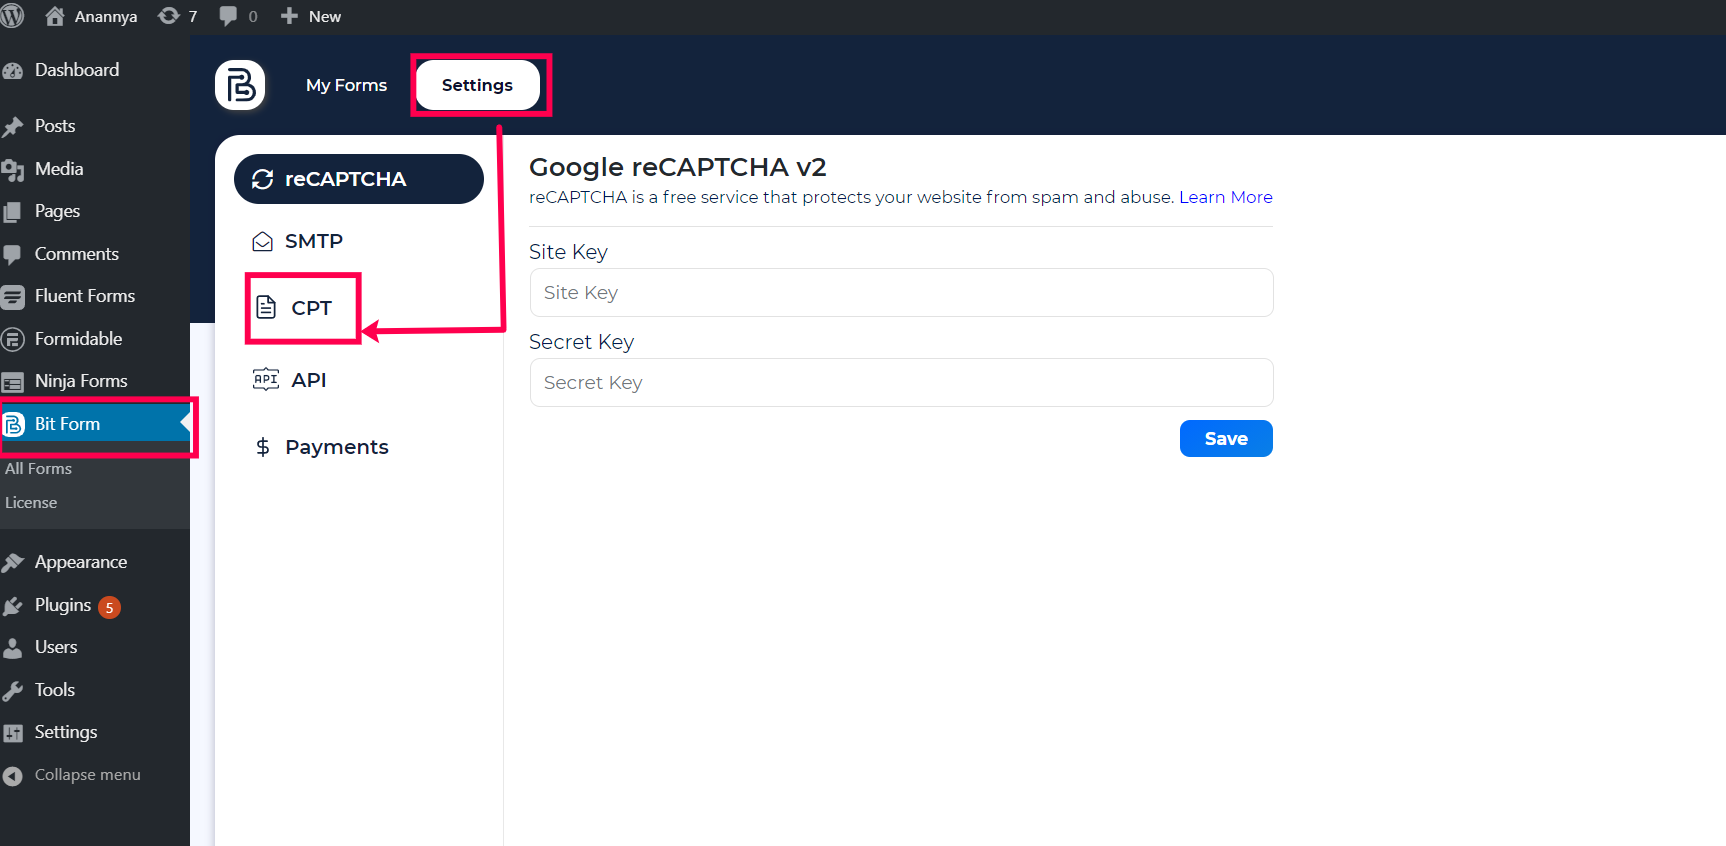 Anannya 7 0 New
Dashboard
Posts
Media
Pages
Comments
Fluent Forms
Formidable
Ninja Forms
Bit Form
All Forms
License
Appearance
Plugins 5
Users
Tools
Settings
Collapse menu
My Forms
Settings
reCAPTCHA
SMTP
CPT
API API
$ Payments
Google reCAPTCHA v2
reCAPTCHA is a free service that protects your website from spam and abuse. Learn More
Site Key
Site Key
Secret Key
Secret Key
Save